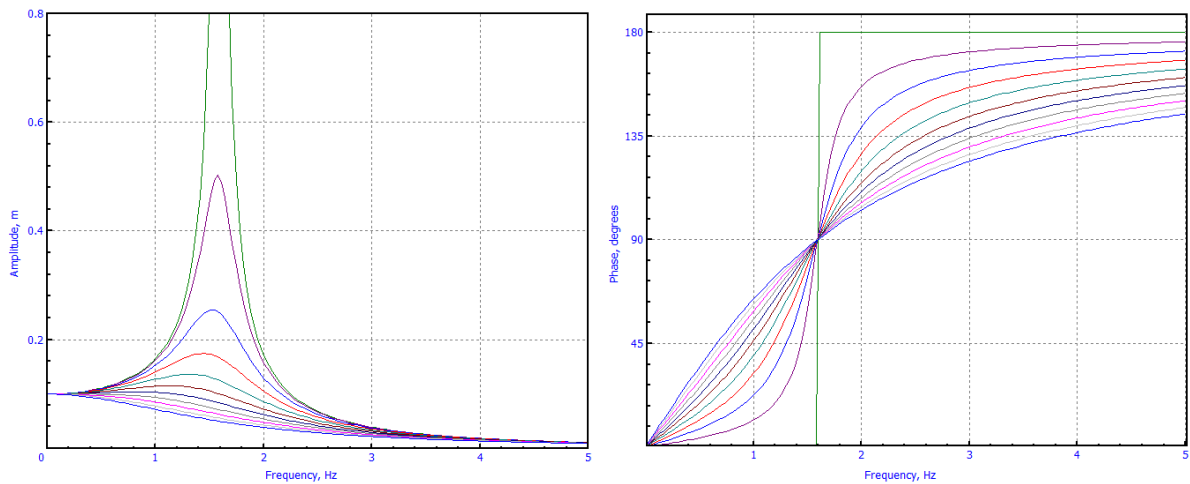 0.8
0.6
0.4
0.2
0 1 2 3 4 5
Amplitude, m
Frequency, Hz
180
135
90
45
1 2 3 4 5
Phase, degrees
Frequency, Hz